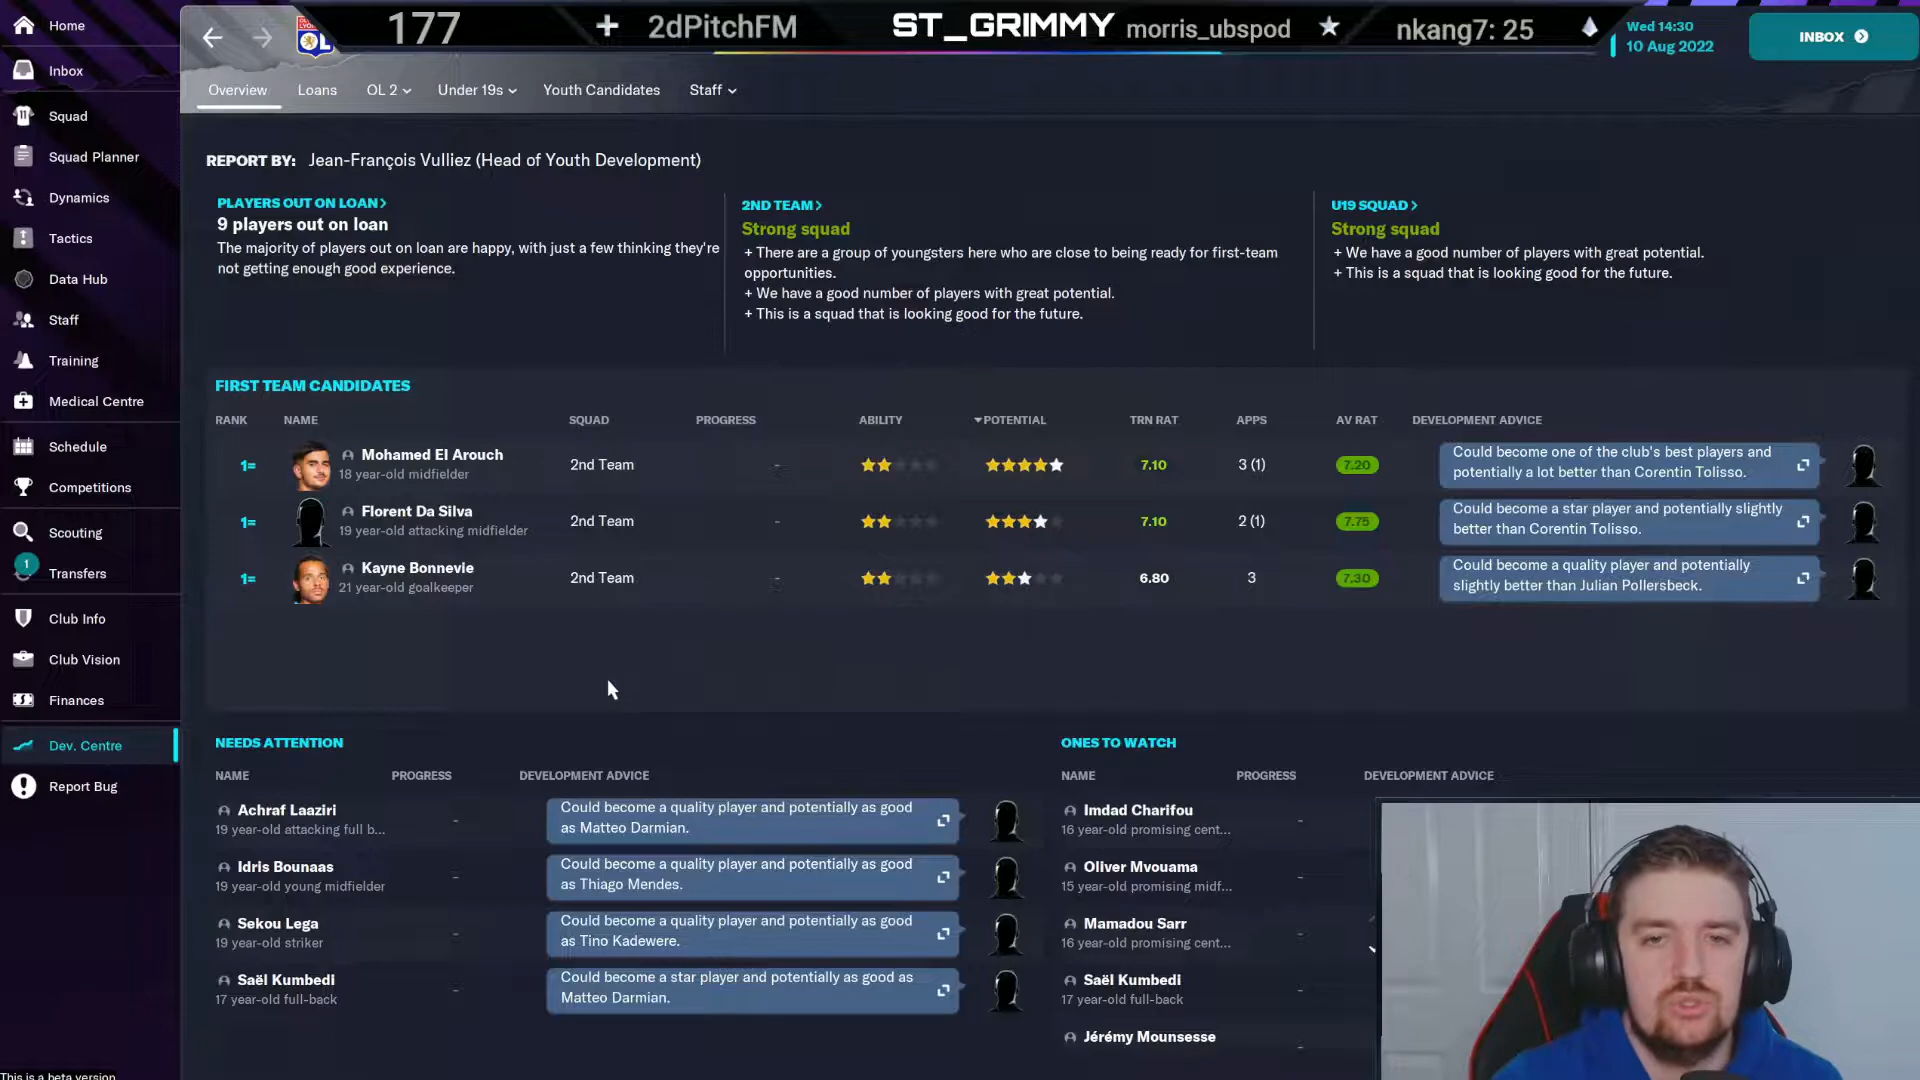 Home
Inbox
Squad
Squad Planner
Dynamics
Tactics
Data Hub
Staff
Training
Medical Centre
Schedule
Competitions
Scouting
1
Transfers
Club Info
Club Vision
Finances
Dev. Centre
Report Bug
This is a beta version
OL
177
2dPitchFM
ST_GRIMMY
morris_ubspod
nkang7: 25
Wed 14:30
10 Aug 2022
INBOX
Overview
Loans
OL 2
Under 19s
Youth Candidates
Staff
REPORT BY: Jean-François Vulliez (Head of Youth Development)
PLAYERS OUT ON LOAN>
9 players out on loan
The majority of players out on loan are happy, with just a few thinking they're
not getting enough good experience.
2ND TEAM>
Strong squad
+ There are a group of youngsters here who are close to being ready for first-team
opportunities.
+ We have a good number of players with great potential.
+ This is a squad that is looking good for the future.
U19 SQUAD>
Strong squad
+ We have a good number of players with great potential.
+ This is a squad that is looking good for the future.
FIRST TEAM CANDIDATES
RANK NAME SQUAD PROGRESS ABILITY POTENTIAL TRN RAT APPS AV RAT DEVELOPMENT ADVICE
1= Mohamed El Arouch 2nd Team - 7.10 3 (1) 7.20
18 year-old midfielder
Could become one of the club's best players and
potentially a lot better than Corentin Tolisso.
1= Florent Da Silva 2nd Team - 7.10 2 (1) 7.75
19 year-old attacking midfielder
Could become a star player and potentially slightly
better than Corentin Tolisso.
1= Kayne Bonnevie 2nd Team - 6.80 3 7.30
21 year-old goalkeeper
Could become a quality player and potentially
slightly better than Julian Pollersbeck.
NEEDS ATTENTION
NAME PROGRESS DEVELOPMENT ADVICE
Achraf Laaziri -
19 year-old attacking full b...
Could become a quality player and potentially as good
as Matteo Darmian.
Idris Bounaas -
19 year-old young midfielder
Could become a quality player and potentially as good
as Thiago Mendes.
Sekou Lega -
19 year-old striker
Could become a quality player and potentially as good
as Tino Kadewere.
Saël Kumbedi -
17 year-old full-back
Could become a star player and potentially as good as
Matteo Darmian.
ONES TO WATCH
NAME PROGRESS DEVELOPMENT ADVICE
Imdad Charifou -
16 year-old promising cent...
Oliver Mvouama -
15 year-old promising midf...
Mamadou Sarr -
16 year-old promising cent...
Saël Kumbedi -
17 year-old full-back
Jérémy Mounsesse -